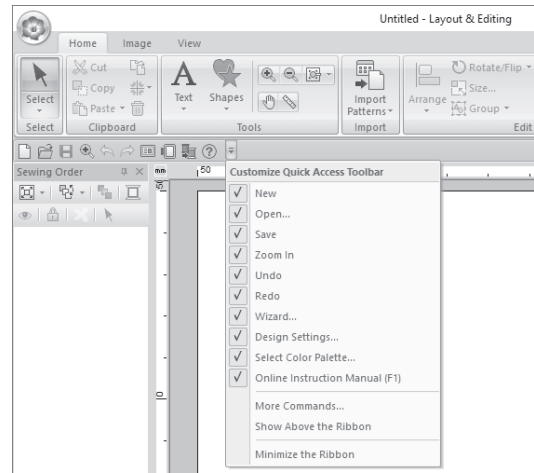 Untitled - Layout & Editing
Home Image View
Select
Cut
Copy
Paste
Text
Shapes
Import Patterns
Arrange
Rotate/Flip
Size...
Group
Select Clipboard Tools Import Edit
Sewing Order
mm
50
Customize Quick Access Toolbar
New
Open...
Save
Zoom In
Undo
Redo
Wizard...
Design Settings...
Select Color Palette...
Online Instruction Manual (F1)
More Commands...
Show Above the Ribbon
Minimize the Ribbon